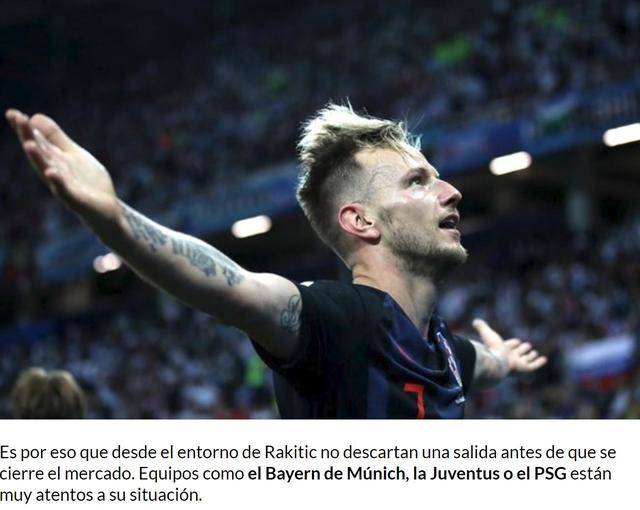 7
Es por eso que desde el entorno de Rakitic no descartan una salida antes de que se
cierre el mercado. Equipos como el Bayern de Múnich, la Juventus o el PSG están
muy atentos a su situación.